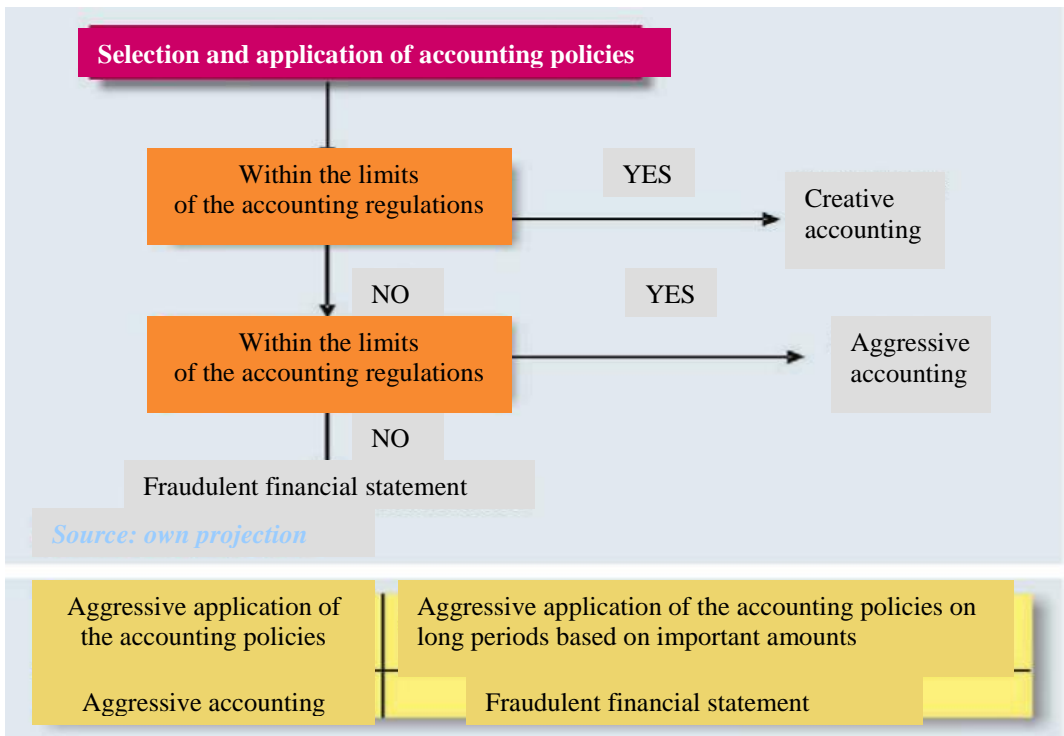 Selection and application of accounting policies
Within the limits
of the accounting regulations
YES
Creative
accounting
NO
YES
Within the limits
of the accounting regulations
Aggressive
accounting
NO
Fraudulent financial statement
Source: own projection
Aggressive application of
the accounting policies
Aggressive application of the accounting policies on
long periods based on important amounts
Aggressive accounting
Fraudulent financial statement